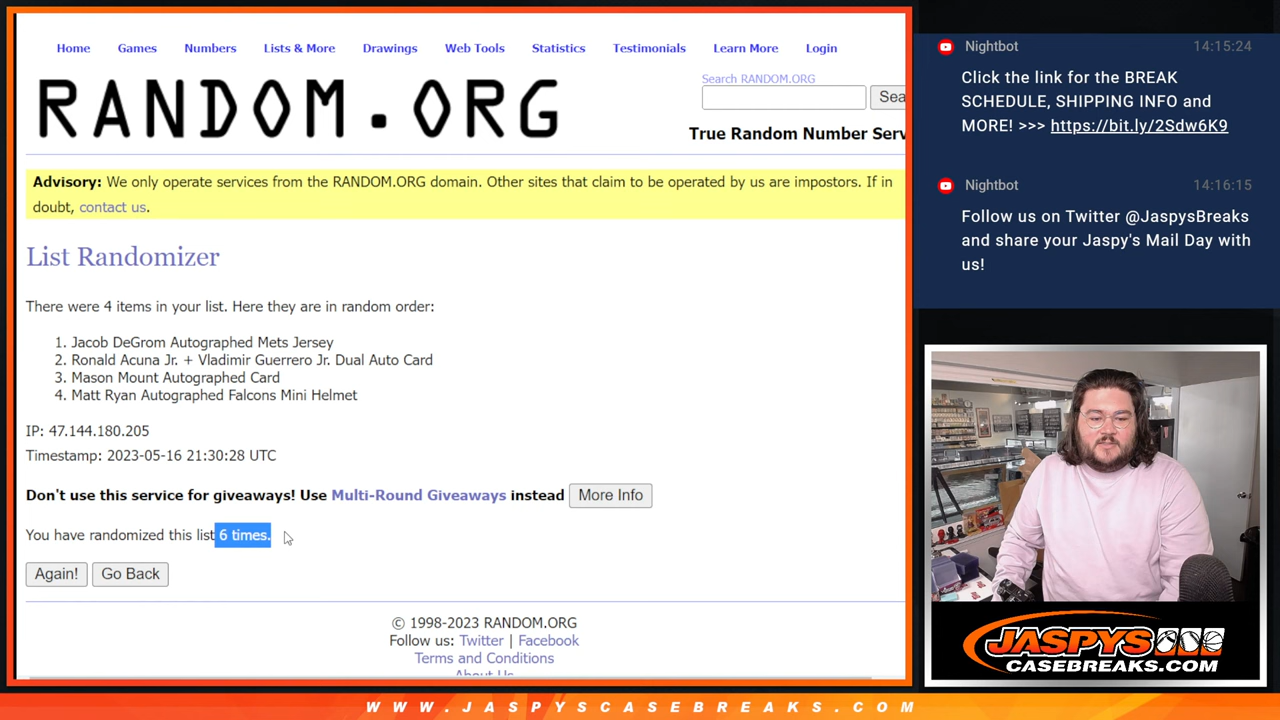 Home Games Numbers Lists & More Drawings Web Tools Statistics Testimonials Learn More Login
RANDOM.ORG
Search RANDOM.ORG
Sea
True Random Number Serv
Advisory: We only operate services from the RANDOM.ORG domain. Other sites that claim to be operated by us are impostors. If in
doubt, contact us.
List Randomizer
There were 4 items in your list. Here they are in random order:
1. Jacob DeGrom Autographed Mets Jersey
2. Ronald Acuna Jr. + Vladimir Guerrero Jr. Dual Auto Card
3. Mason Mount Autographed Card
4. Matt Ryan Autographed Falcons Mini Helmet
IP: 47.144.180.205
Timestamp: 2023-05-16 21:30:28 UTC
Don't use this service for giveaways! Use Multi-Round Giveaways instead More Info
You have randomized this list 6 times.
Again! Go Back
© 1998-2023 RANDOM.ORG
Follow us: Twitter | Facebook
Terms and Conditions
About Us
Nightbot 14:15:24
Click the link for the BREAK
SCHEDULE, SHIPPING INFO and
MORE! >>> https://bit.ly/2Sdw6K9
Nightbot 14:16:15
Follow us on Twitter @JaspysBreaks
and share your Jaspy's Mail Day with
us!
JASPYS
CASEBREAKS.COM
WWW.JASPYSCASEBREAKS.COM